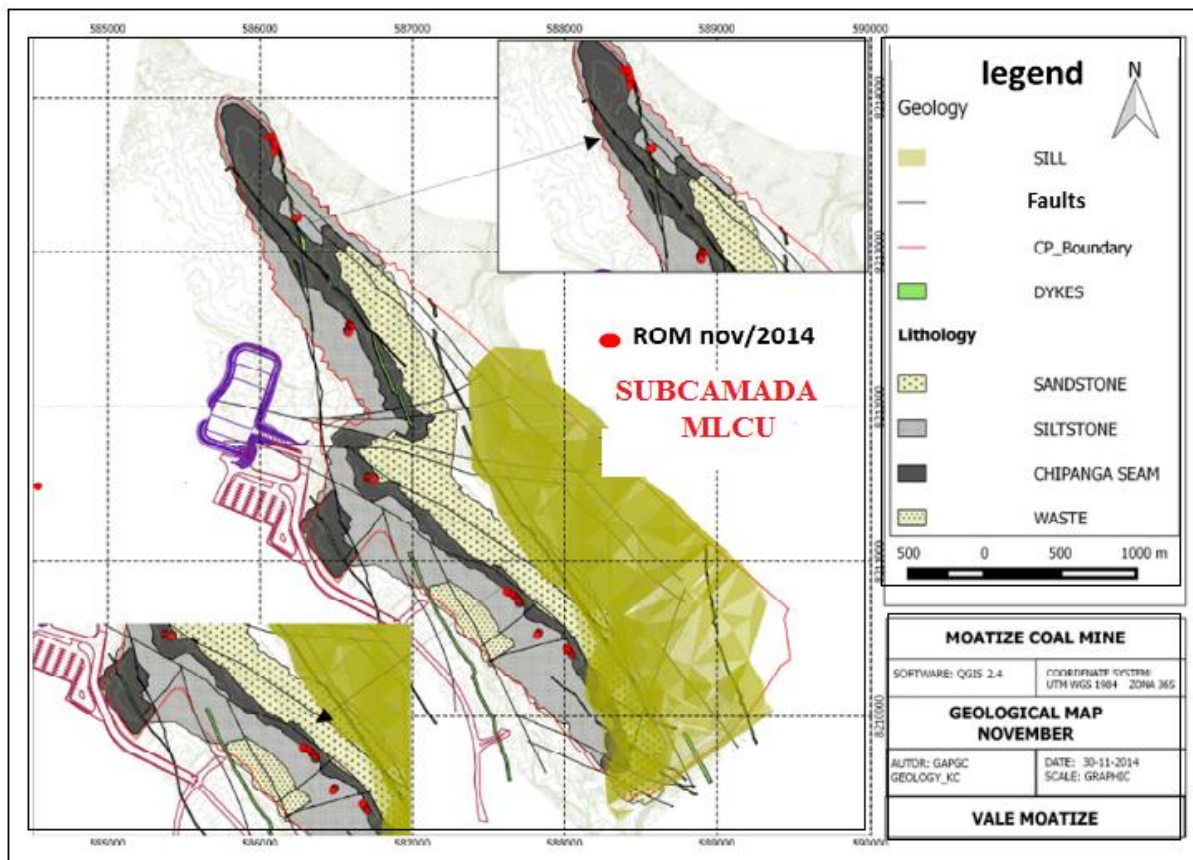 585000 586000 587000 588000 589000 590000
8214000
8213000
8210000
ROM nov/2014
SUBCAMADA
MLCU
585000 586000 587000 588000 589000 590000
legend
N
Geology
SILL
Faults
CP_Boundary
DYKES
Lithology
SANDSTONE
SILTSTONE
CHIPANGA SEAM
WASTE
500 0 500 1000 m
MOATIZE COAL MINE
SOFTWARE: QGIS 2.4
COORDENATE SYSTEM:
UTM WGS 1984 ZONA 36S
GEOLOGICAL MAP
NOVEMBER
AUTOR: GAPGC
GEOLOGY_KC
DATE: 30-11-2014
SCALE: GRAPHIC
VALE MOATIZE